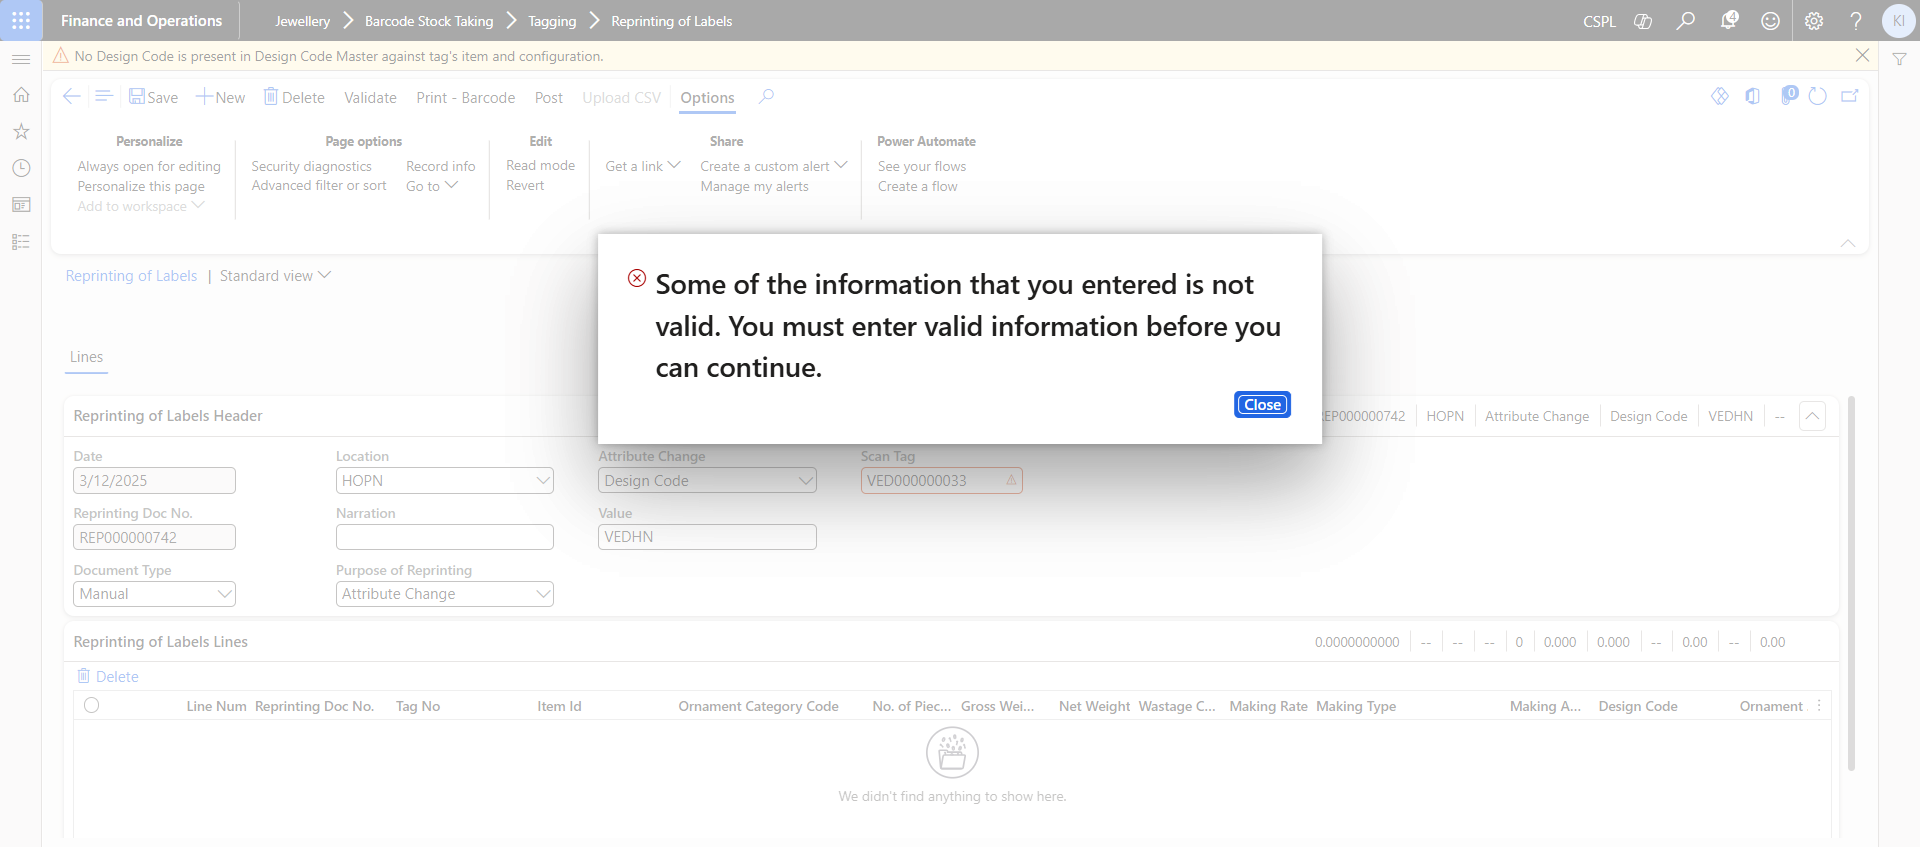 Finance and Operations
Jewellery > Barcode Stock Taking > Tagging > Reprinting of Labels
CSPL
4
KI
No Design Code is present in Design Code Master against tag's item and configuration.
Save New Delete Validate Print - Barcode Post Upload CSV Options
0
Personalize Page options Edit Share Power Automate
Always open for editing Security diagnostics Record info Read mode Get a link Create a custom alert See your flows
Personalize this page Advanced filter or sort Go to Revert Manage my alerts Create a flow
Add to workspace
Reprinting of Labels | Standard view
Some of the information that you entered is not
valid. You must enter valid information before you
can continue.
Close
Lines
Reprinting of Labels Header
EP000000742 HOPN Attribute Change Design Code VEDHN --
Date Location Attribute Change Scan Tag
3/12/2025 HOPN Design Code VED000000033
Reprinting Doc No. Narration Value
REP000000742 VEDHN
Document Type Purpose of Reprinting
Manual Attribute Change
Reprinting of Labels Lines
0.0000000000 -- -- -- 0 0.000 0.000 -- 0.00 -- 0.00
Delete
Line Num Reprinting Doc No. Tag No Item Id Ornament Category Code No. of Piec... Gross Wei... Net Weight Wastage C... Making Rate Making Type Making A... Design Code Ornament
We didn't find anything to show here.